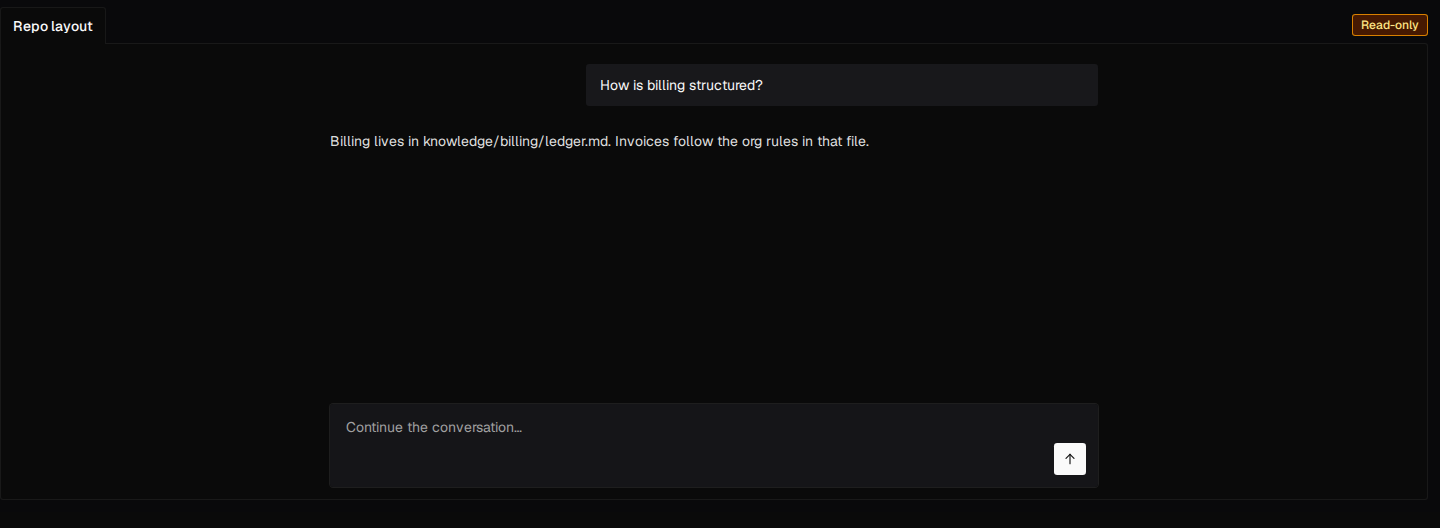 Repo layout
Read-only
How is billing structured?
Billing lives in knowledge/billing/ledger.md. Invoices follow the org rules in that file.
Continue the conversation...